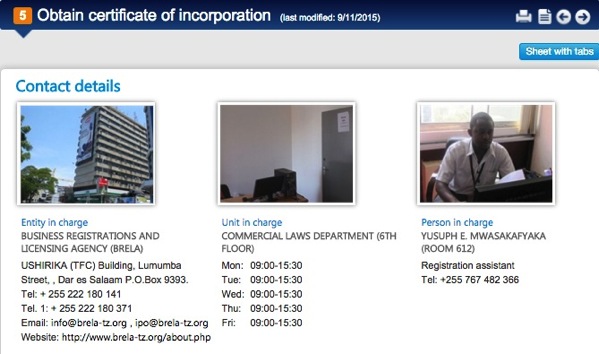 5 Obtain certificate of incorporation (last modified: 9/11/2015)
Sheet with tabs
Contact details
Entity in charge
BUSINESS REGISTRATIONS AND
LICENSING AGENCY (BRELA)
USHIRIKA (TFC) Building, Lumumba
Street, , Dar es Salaam P.O.Box 9393.
Tel: + 255 222 180 141
Tel. 1: + 255 222 180 371
Email: info@brela-tz.org , ipo@brela-tz.org
Website: http://www.brela-tz.org/about.php
Unit in charge
COMMERCIAL LAWS DEPARTMENT (6TH
FLOOR)
Mon: 09:00-15:30
Tue: 09:00-15:30
Wed: 09:00-15:30
Thu: 09:00-15:30
Fri: 09:00-15:30
Person in charge
YUSUPH E. MWASAKAFYAKA
(ROOM 612)
Registration assistant
Tel: +255 767 482 366